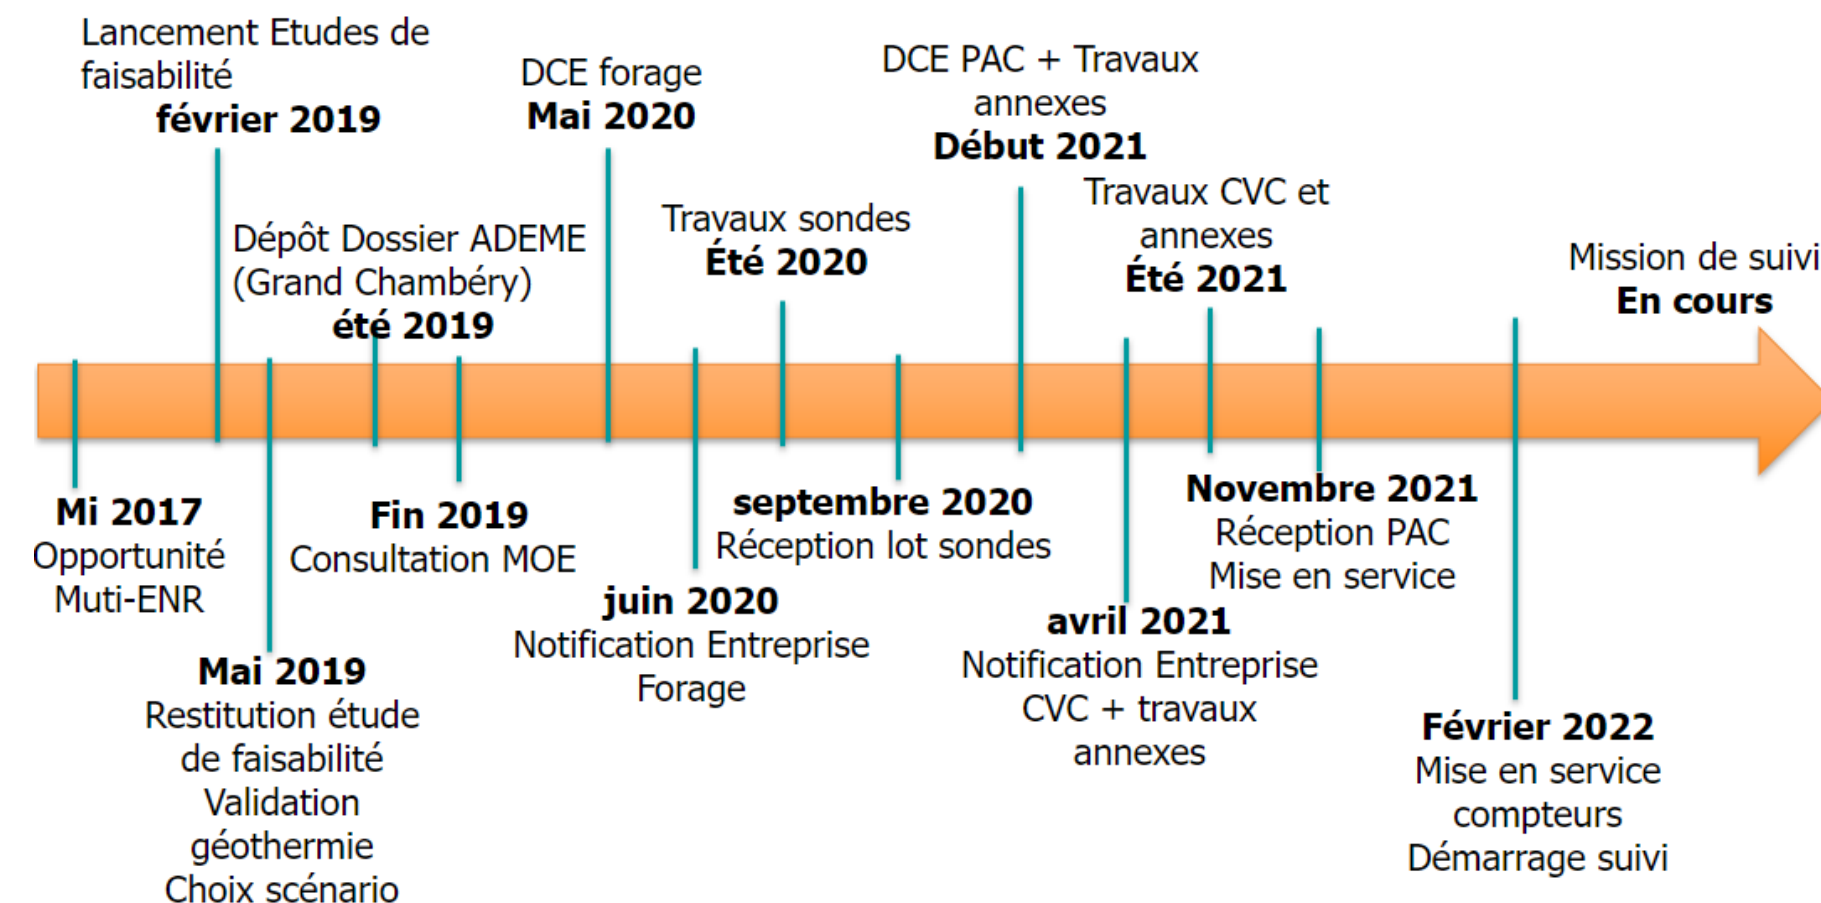 Lancement Etudes de
faisabilité
février 2019
DCE forage
Mai 2020
DCE PAC + Travaux
annexes
Début 2021
Dépôt Dossier ADEME
(Grand Chambéry)
été 2019
Travaux sondes
Été 2020
Travaux CVC et
annexes
Été 2021
Mission de suivi
En cours
Mi 2017
Opportunité
Muti-ENR
Mai 2019
Restitution étude
de faisabilité
Validation
géothermie
Choix scénario
Fin 2019
Consultation MOE
juin 2020
Notification Entreprise
Forage
septembre 2020
Réception lot sondes
avril 2021
Notification Entreprise
CVC + travaux
annexes
Novembre 2021
Réception PAC
Mise en service
Février 2022
Mise en service
compteurs
Démarrage suivi